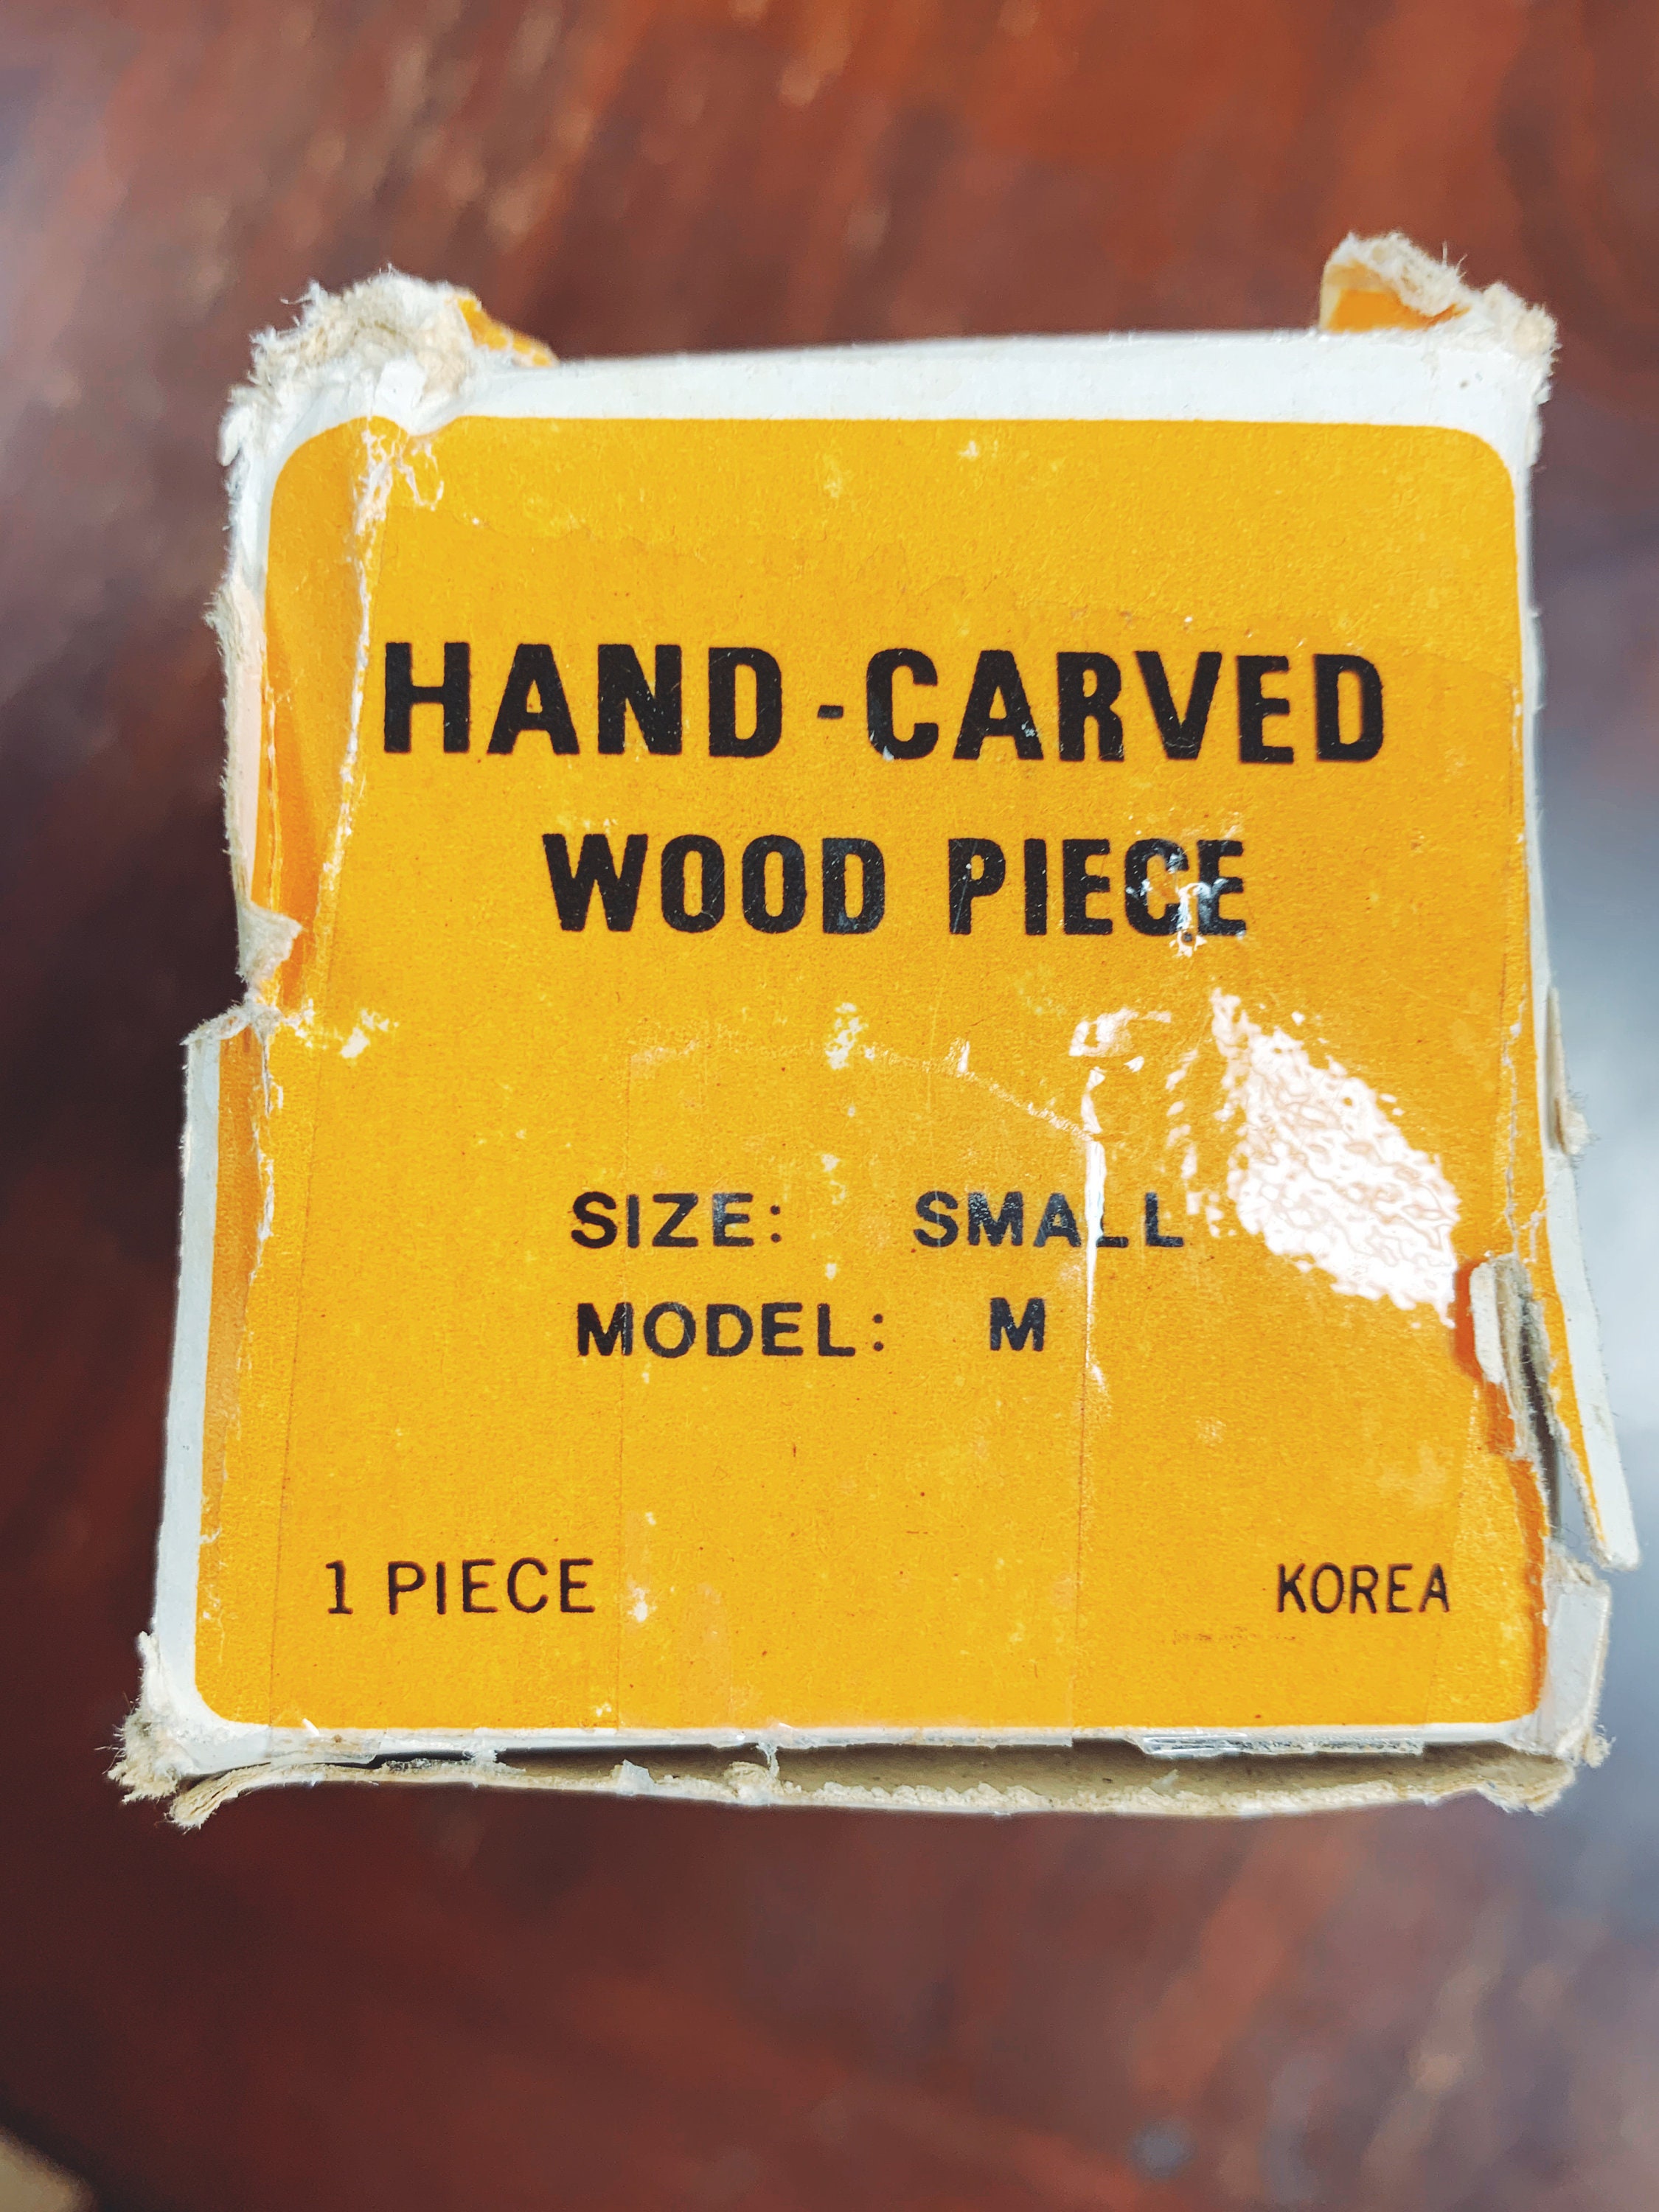 HAND-CARVED
WOOD PIECE
SIZE: SMALL
MODEL: M
1 PIECE
KOREA